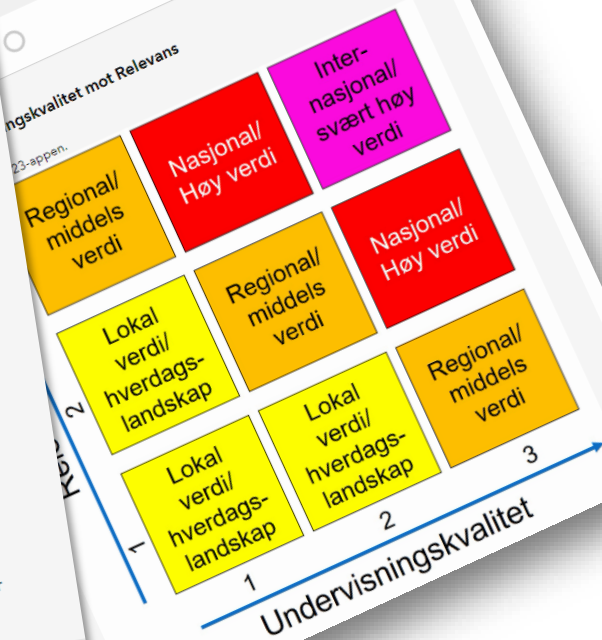 ngskvalitet mot Relevans
23-appen.
Regional/
middels
verdi
Nasjonal/
Høy verdi
Inter-
nasjonal/
svært høy
verdi
Lokal
verdi/
hverdags-
landskap
Regional/
middels
verdi
Nasjonal/
Høy verdi
Lokal
verdi/
hverdags-
landskap
Lokal
verdi/
hverdags-
landskap
Regional/
middels
verdi
2
1
1
2
3
Undervisningskvalitet